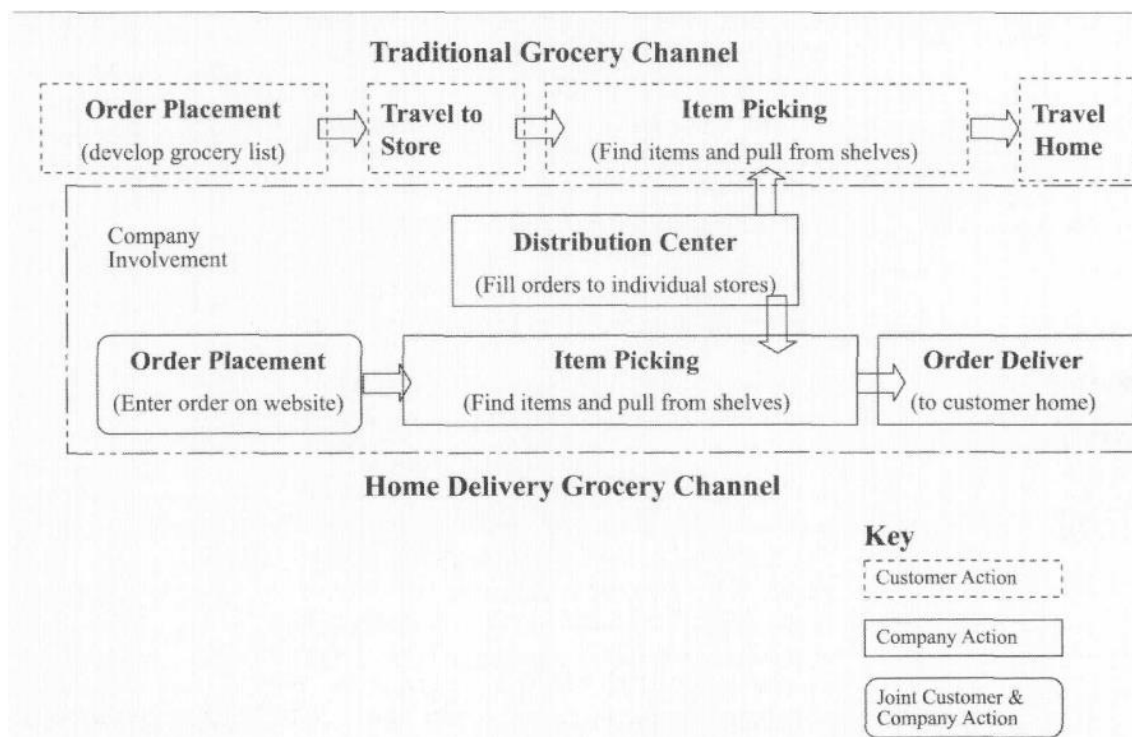 Traditional Grocery Channel
Order Placement
(develop grocery list)
Travel to
Store
Item Picking
(Find items and pull from shelves)
Travel
Home
Company
Involvement
Distribution Center
(Fill orders to individual stores)
Order Placement
(Enter order on website)
Item Picking
(Find items and pull from shelves)
Order Deliver
(to customer home)
Home Delivery Grocery Channel
Key
Customer Action
Company Action
Joint Customer &
Company Action